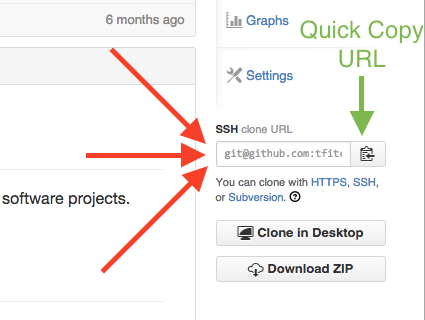 6 months ago
Graphs
Quick Copy
URL
Settings
SSH clone URL
git@github.com:tfitc
software projects.
You can clone with HTTPS, SSH,
or Subversion.
Clone in Desktop
Download ZIP